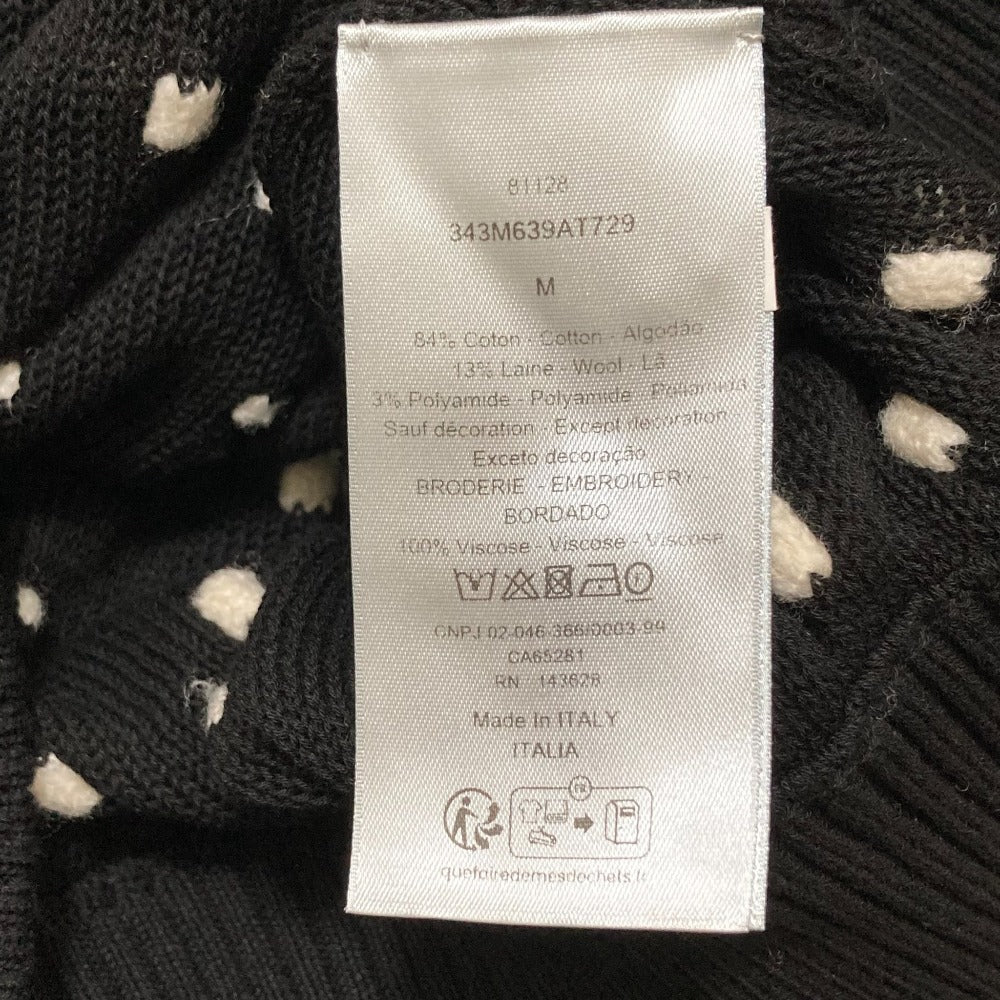 81128
343M639AT729
M
84% Coton - Cotton - Algodão
13% Laine - Wool - Lã
3% Polyamide - Polyamide - Poliamida
Sauf décoration - Except decoration
Exceto decoração
BRODERIE - EMBROIDERY -
BORDADO
100% Viscose - Viscose - Viscose
CNPJ 02-046-366/0003-99
CA65281
RN 143628
Made In ITALY
ITALIA
FR
quefairedemesdechets.fr